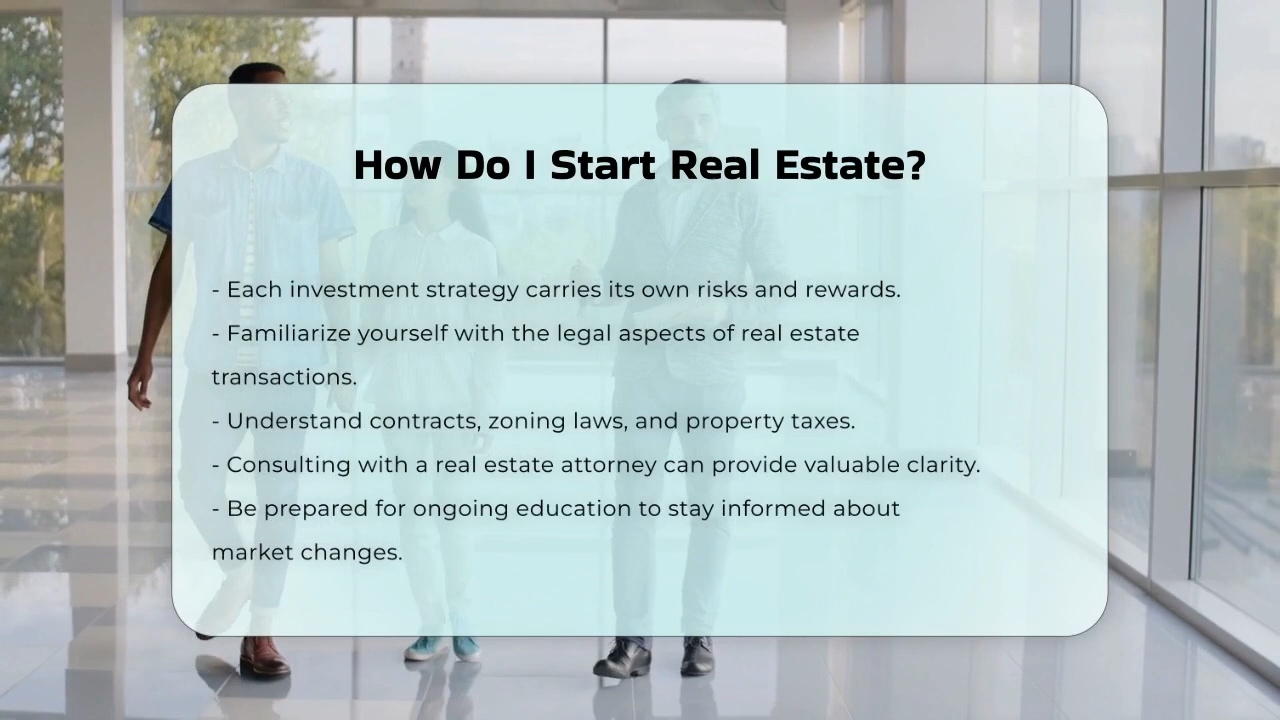 How Do I Start Real Estate?
- Each investment strategy carries its own risks and rewards.
- Familiarize yourself with the legal aspects of real estate
transactions.
- Understand contracts, zoning laws, and property taxes.
- Consulting with a real estate attorney can provide valuable clarity.
- Be prepared for ongoing education to stay informed about
market changes.